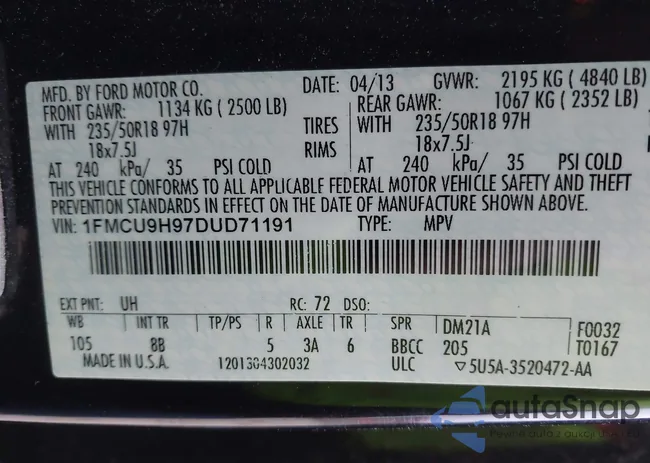 MFD. BY FORD MOTOR CO. DATE: 04/13 GVWR: 2195 KG ( 4840 LB)
FRONT GAWR: 1134 KG ( 2500 LB) REAR GAWR: 1067 KG ( 2352 LB)
WITH 235/50R18 97H TIRES WITH 235/50R18 97H
18x7.5J RIMS 18x7.5J
AT 240 kPa/ 35 PSI COLD AT 240 kPa/ 35 PSI COLD
THIS VEHICLE CONFORMS TO ALL APPLICABLE FEDERAL MOTOR VEHICLE SAFETY AND THEFT
PREVENTION STANDARDS IN EFFECT ON THE DATE OF MANUFACTURE SHOWN ABOVE.
VIN: 1FMCU9H97DUD71191 TYPE: MPV
EXT PNT: UH RC: 72 DSO:
WB INT TR TP/PS R AXLE TR SPR DM21A F0032
105 8B 5 3A 6 BBCC 205 T0167
MADE IN U.S.A. 1201304302032 ULC ▽5U5A-3520472-AA
autoSnap
Pewne auta z aukcji